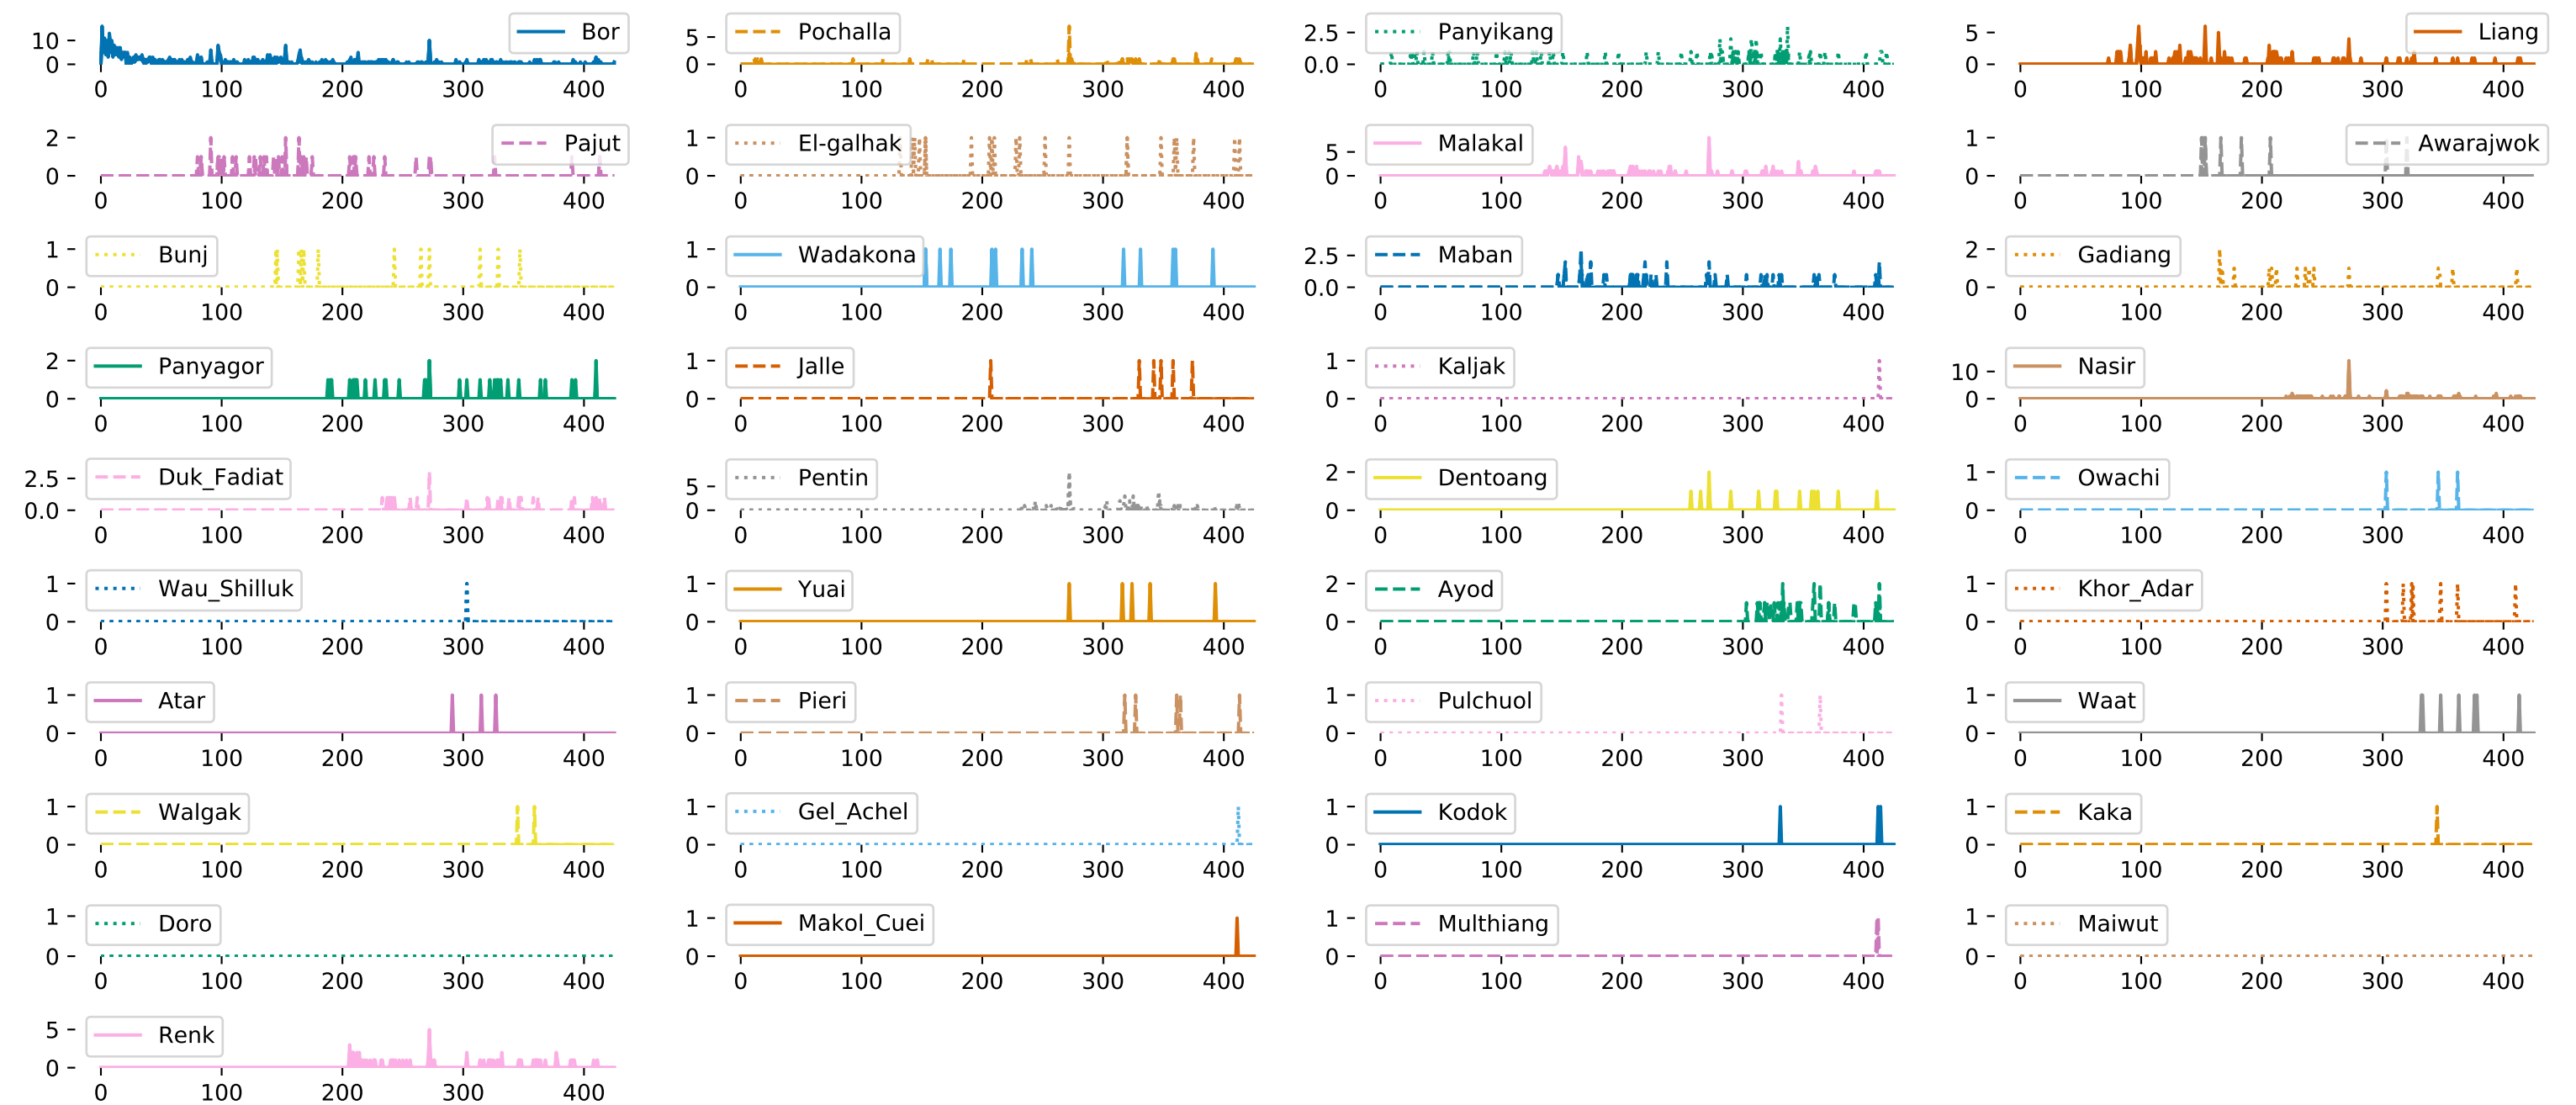 10 Bor 5 Pochalla 2.5 Panyikang 5 Liang
0 0 0.0 0
0 100 200 300 400 0 100 200 300 400 0 100 200 300 400 0 100 200 300 400
2 Pajut 1 El-galhak 5 Malakal 1 Awarajwok
0 0 0 0
0 100 200 300 400 0 100 200 300 400 0 100 200 300 400 0 100 200 300 400
1 Bunj 1 Wadakona 2.5 Maban 2 Gadiang
0 0 0.0 0
0 100 200 300 400 0 100 200 300 400 0 100 200 300 400 0 100 200 300 400
2 Panyagor 1 Jalle 1 Kaljak 10 Nasir
0 0 0 0
0 100 200 300 400 0 100 200 300 400 0 100 200 300 400 0 100 200 300 400
2.5 Duk_Fadiat 5 Pentin 2 Dentoang 1 Owachi
0.0 0 0 0
0 100 200 300 400 0 100 200 300 400 0 100 200 300 400 0 100 200 300 400
1 Wau_Shilluk 1 Yuai 2 Ayod 1 Khor_Adar
0 0 0 0
0 100 200 300 400 0 100 200 300 400 0 100 200 300 400 0 100 200 300 400
1 Atar 1 Pieri 1 Pulchuol 1 Waat
0 0 0 0
0 100 200 300 400 0 100 200 300 400 0 100 200 300 400 0 100 200 300 400
1 Walgak 1 Gel_Achel 1 Kodok 1 Kaka
0 0 0 0
0 100 200 300 400 0 100 200 300 400 0 100 200 300 400 0 100 200 300 400
1 Doro 1 Makol_Cuei 1 Multhiang 1 Maiwut
0 0 0 0
0 100 200 300 400 0 100 200 300 400 0 100 200 300 400 0 100 200 300 400
5 Renk
0
0 100 200 300 400